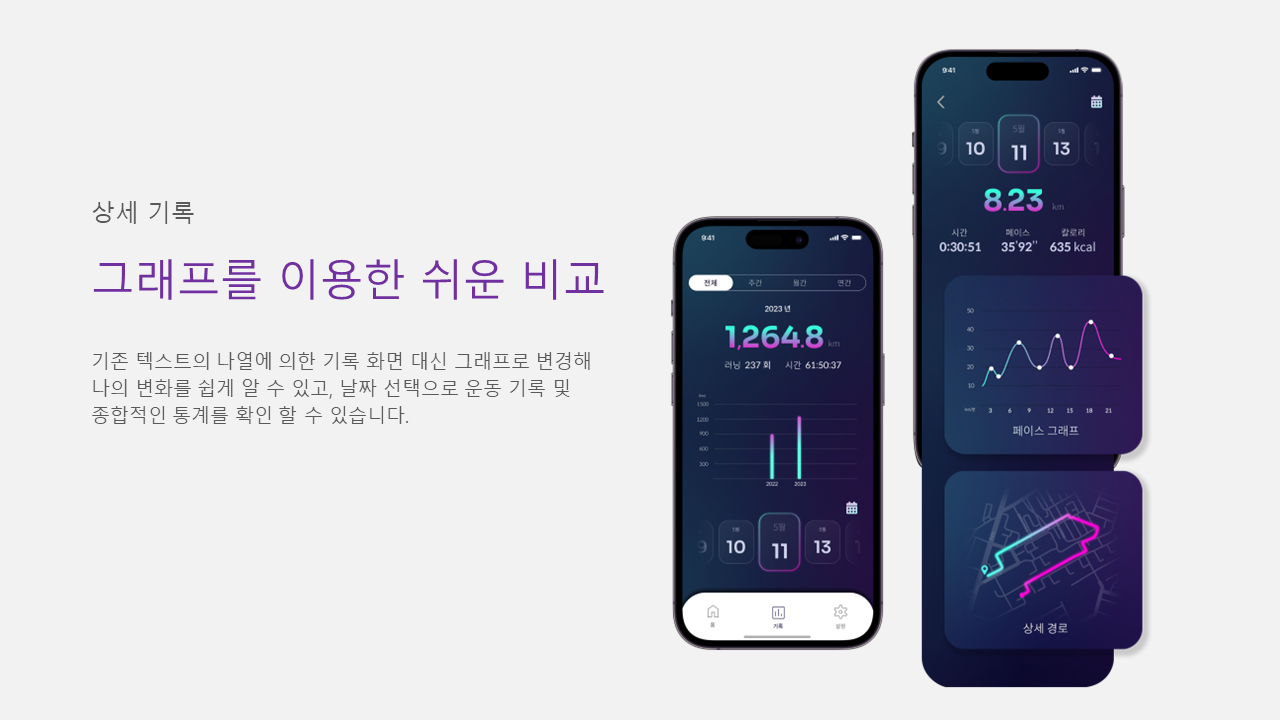 상세 기록
그래프를 이용한 쉬운 비교
기존 텍스트의 나열에 의한 기록 화면 대신 그래프로 변경해
나의 변화를 쉽게 알 수 있고, 날짜 선택으로 운동 기록 및
종합적인 통계를 확인 할 수 있습니다.
9:41
전체 주간 월간 연간
2023 년
1,264.8 km
러닝 237 회 시간 61:50:37
1500
1200
900
600
300
2022 2023
9 10 5월 11 13 1
홈 기록 설정
9:41
9 10 5월 11 13 1
8.23 km
시간 페이스 칼로리
0:30:51 35'92'' 635 kcal
50
40
30
20
10
3 6 9 12 15 18 21
페이스 그래프
상세 경로